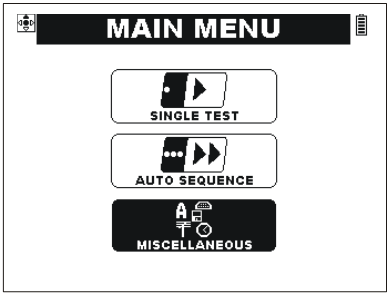 MAIN MENU
SINGLE TEST
AUTO SEQUENCE
A
MISCELLANEOUS